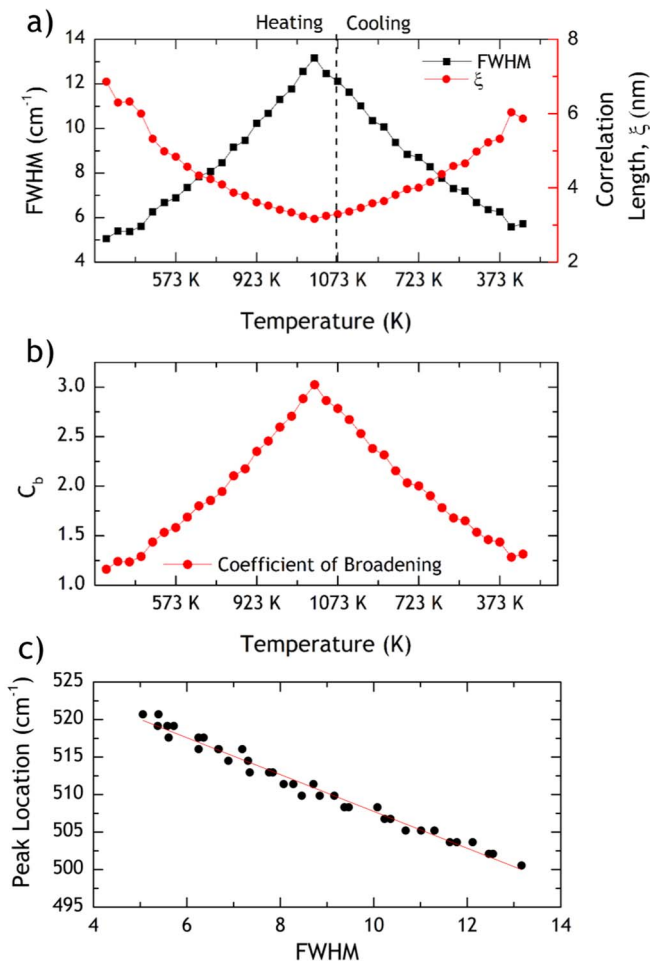 a)
Heating Cooling
14
12
10
8
6
4
8
6
4
2
FWHM
ξ
FWHM (cm⁻¹)
Correlation
Length, ξ (nm)
573 K 923 K 1073 K 723 K 373 K
Temperature (K)
b)
3.0
2.5
2.0
1.5
1.0
C_b
Coefficient of Broadening
573 K 923 K 1073 K 723 K 373 K
Temperature (K)
c)
525
520
515
510
505
500
495
Peak Location (cm⁻¹)
4 6 8 10 12 14
FWHM